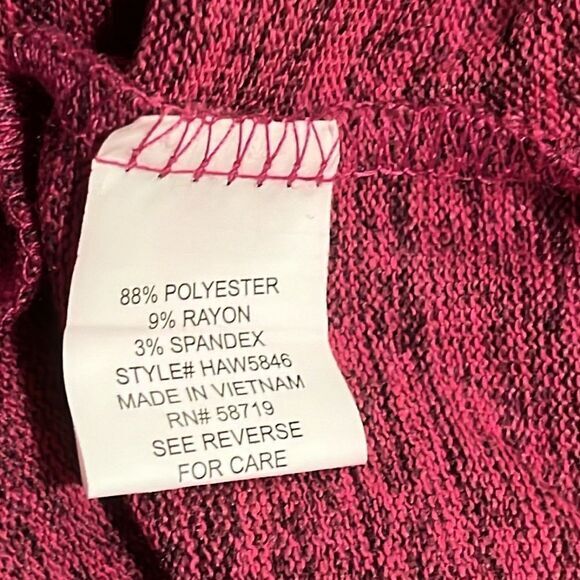 88% POLYESTER
9% RAYON
3% SPANDEX
STYLE# HAW5846
MADE IN VIETNAM
RN# 58719
SEE REVERSE
FOR CARE